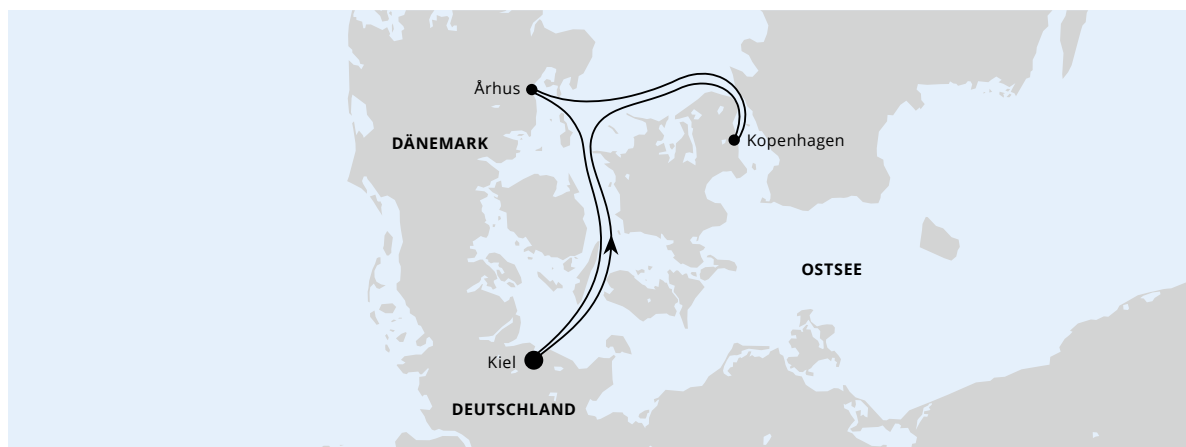 Århus
DÄNEMARK
Kopenhagen
OSTSEE
Kiel
DEUTSCHLAND